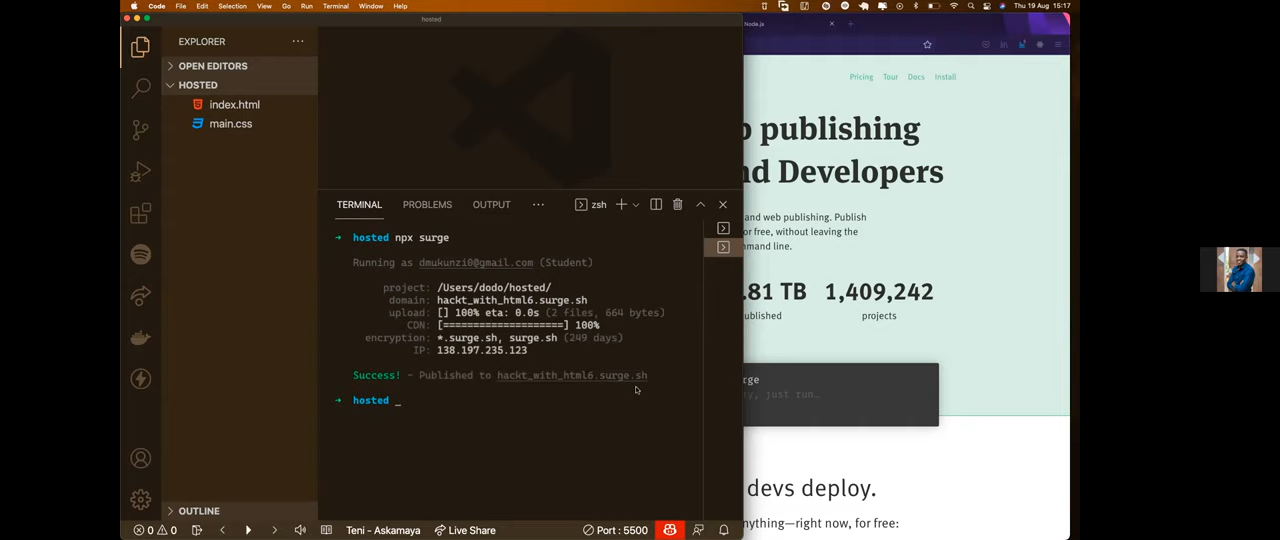 Code File Edit Selection View Go Run Terminal Window Help
Thu 19 Aug 15:17
hosted
EXPLORER
OPEN EDITORS
HOSTED
index.html
main.css
OUTLINE
TERMINAL PROBLEMS OUTPUT
zsh
hosted npx surge
Running as dmukunzi0@gmail.com (Student)
project: /Users/dodo/hosted/
domain: hackt_with_html6.surge.sh
upload: [] 100% eta: 0.0s (2 files, 664 bytes)
CDN: [====================] 100%
encryption: *.surge.sh, surge.sh (249 days)
IP: 138.197.235.123
Success! - Published to hackt_with_html6.surge.sh
hosted _
0 0
Teni - Askamaya
Live Share
Port : 5500
Node.js
Pricing Tour Docs Install
b publishing
nd Developers
and web publishing. Publish
or free, without leaving the
mmand line.
.81 TB 1,409,242
ublished projects
rge
, just run…
devs deploy.
nything—right now, for free: